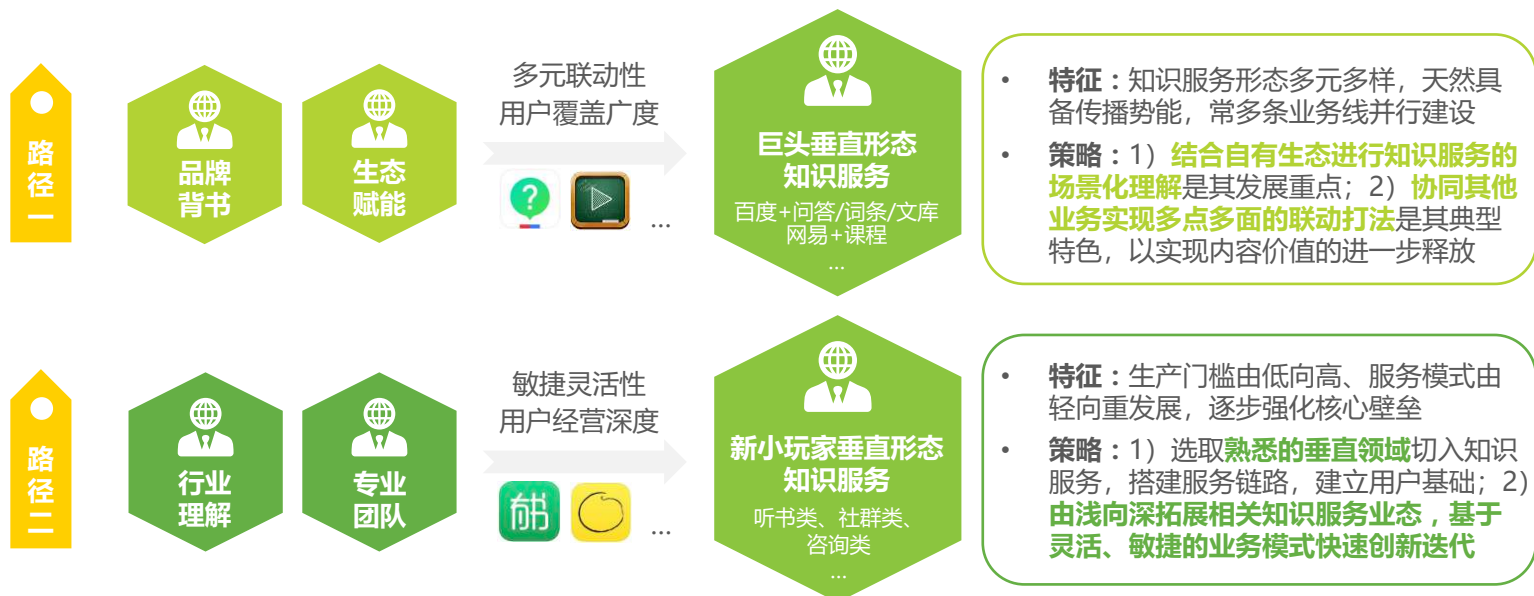 路径一
品牌
背书
生态
赋能
多元联动性
用户覆盖广度
?
...
巨头垂直形态
知识服务
百度+问答/词条/文库
网易+课程
...
• 特征：知识服务形态多元多样，天然具
备传播势能，常多条业务线并行建设
• 策略：1）结合自有生态进行知识服务的
场景化理解是其发展重点；2）协同其他
业务实现多点多面的联动打法是其典型
特色，以实现内容价值的进一步释放
路径二
行业
理解
专业
团队
敏捷灵活性
用户经营深度
有书
...
新小玩家垂直形态
知识服务
听书类、社群类、
咨询类
...
• 特征：生产门槛由低向高、服务模式由
轻向重发展，逐步强化核心壁垒
• 策略：1）选取熟悉的垂直领域切入知识
服务，搭建服务链路，建立用户基础；2）
由浅向深拓展相关知识服务业态，基于
灵活、敏捷的业务模式快速创新迭代